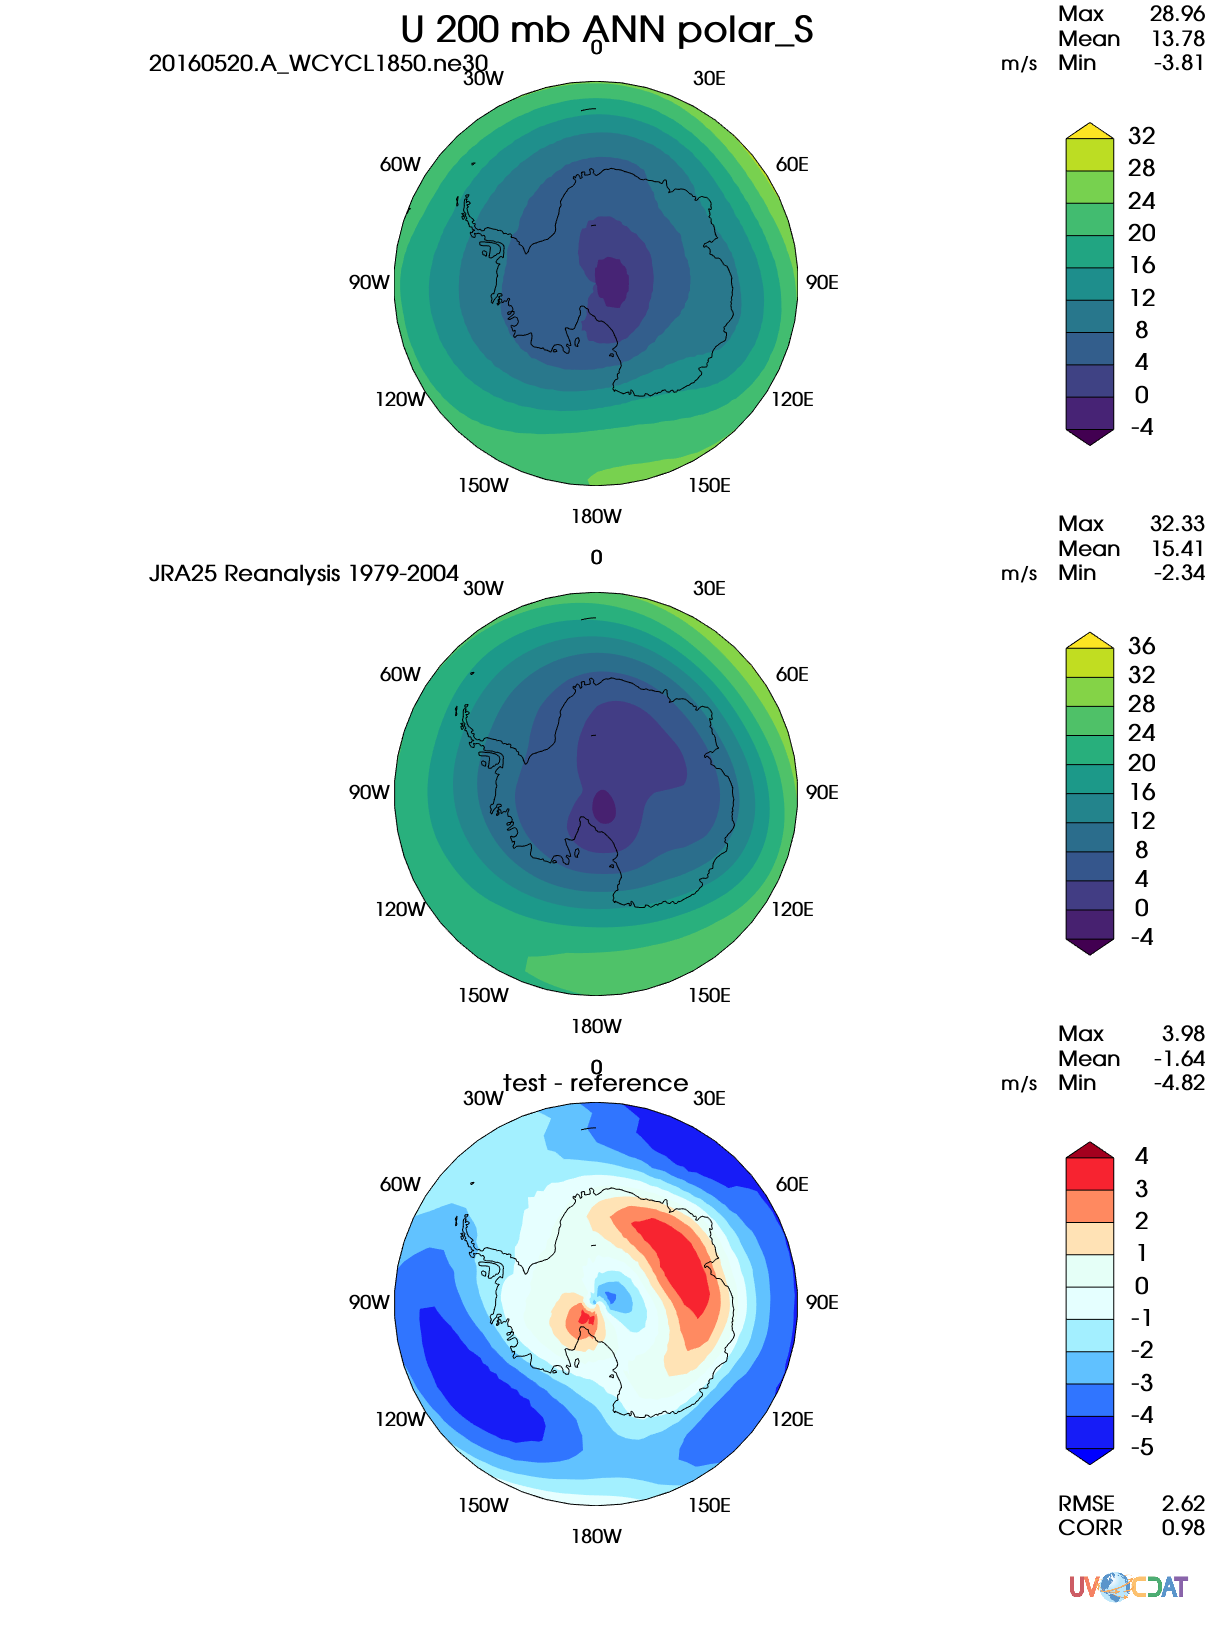 U 200 mb ANN polar_S
20160520.A_WCYCL1850.ne30
m/s
Max 28.96
Mean 13.78
Min -3.81
0
30W 30E
60W 60E
90W 90E
120W 120E
150W 150E
180W
32
28
24
20
16
12
8
4
0
-4
JRA25 Reanalysis 1979-2004
m/s
Max 32.33
Mean 15.41
Min -2.34
0
30W 30E
60W 60E
90W 90E
120W 120E
150W 150E
180W
36
32
28
24
20
16
12
8
4
0
-4
test - reference
m/s
Max 3.98
Mean -1.64
Min -4.82
0
30W 30E
60W 60E
90W 90E
120W 120E
150W 150E
180W
4
3
2
1
0
-1
-2
-3
-4
-5
RMSE 2.62
CORR 0.98
UV CDAT